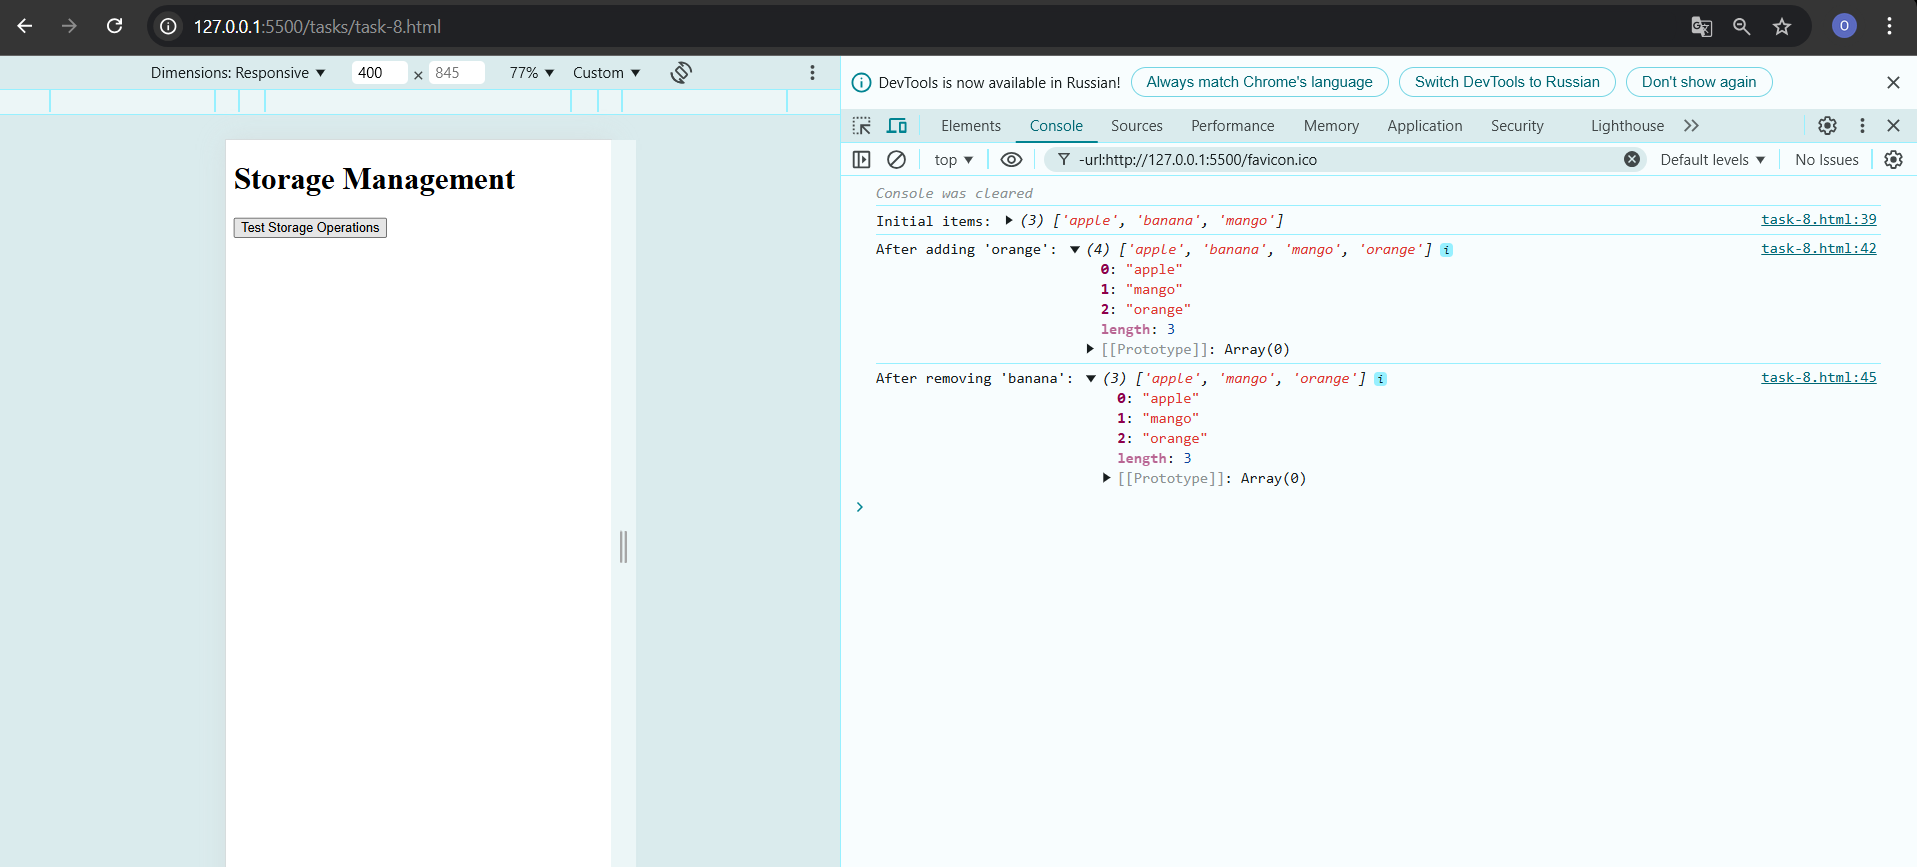 127.0.0.1:5500/tasks/task-8.html
O
Dimensions: Responsive ▼ 400 × 845 77% ▼ Custom ▼
Storage Management
Test Storage Operations
DevTools is now available in Russian! Always match Chrome's language Switch DevTools to Russian Don't show again
Elements Console Sources Performance Memory Application Security Lighthouse
top ▼ -url:http://127.0.0.1:5500/favicon.ico Default levels ▼ No Issues
Console was cleared
Initial items: ▶ (3) ['apple', 'banana', 'mango'] task-8.html:39
After adding 'orange': ▼ (4) ['apple', 'banana', 'mango', 'orange'] i task-8.html:42
0: "apple"
1: "mango"
2: "orange"
length: 3
▶ [[Prototype]]: Array(0)
After removing 'banana': ▼ (3) ['apple', 'mango', 'orange'] i task-8.html:45
0: "apple"
1: "mango"
2: "orange"
length: 3
▶ [[Prototype]]: Array(0)